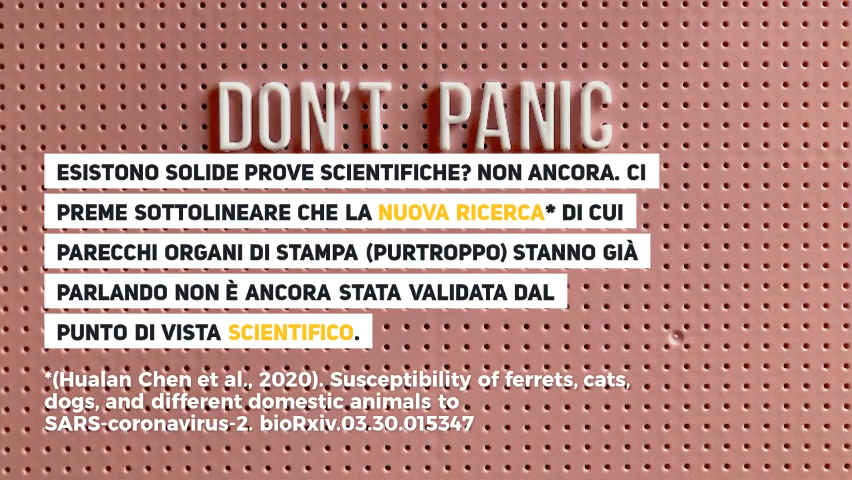 DON'T PANIC
ESISTONO SOLIDE PROVE SCIENTIFICHE? NON ANCORA. CI
PREME SOTTOLINEARE CHE LA NUOVA RICERCA* DI CUI
PARECCHI ORGANI DI STAMPA (PURTROPPO) STANNO GIÀ
PARLANDO NON È ANCORA STATA VALIDATA DAL
PUNTO DI VISTA SCIENTIFICO.
*(Hualan Chen et al., 2020). Susceptibility of ferrets, cats,
dogs, and different domestic animals to
SARS-coronavirus-2. bioRxiv.03.30.015347